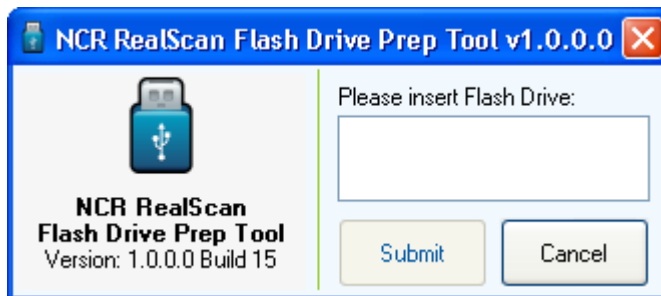 NCR RealScan Flash Drive Prep Tool v1.0.0.0
NCR RealScan
Flash Drive Prep Tool
Version: 1.0.0.0 Build 15
Please insert Flash Drive:
Submit
Cancel